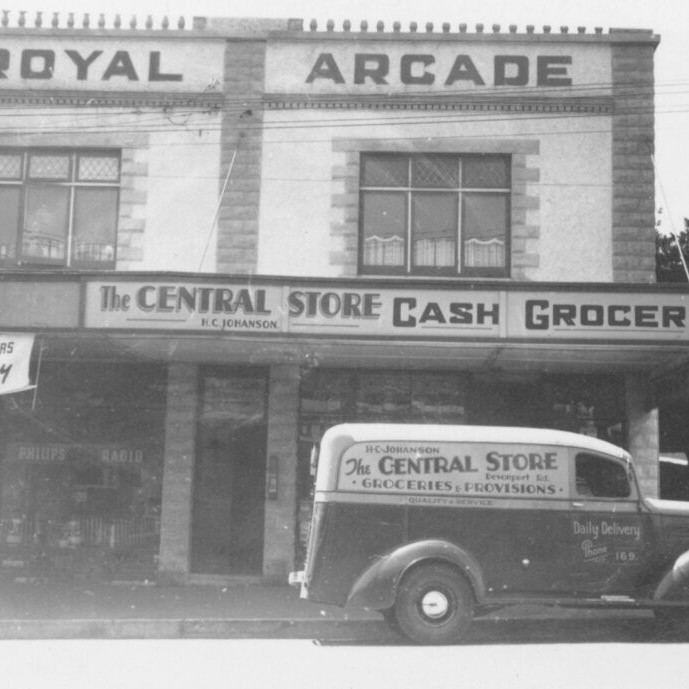 ROYAL ARCADE
The CENTRAL STORE CASH GROCER
H.C. JOHANSON.
RS
Y
PHILIPS RADIO
H·C·JOHANSON
The CENTRAL STORE
Devonport Rd.
· GROCERIES & PROVISIONS ·
QUALITY & SERVICE
Daily Delivery
Phone
169